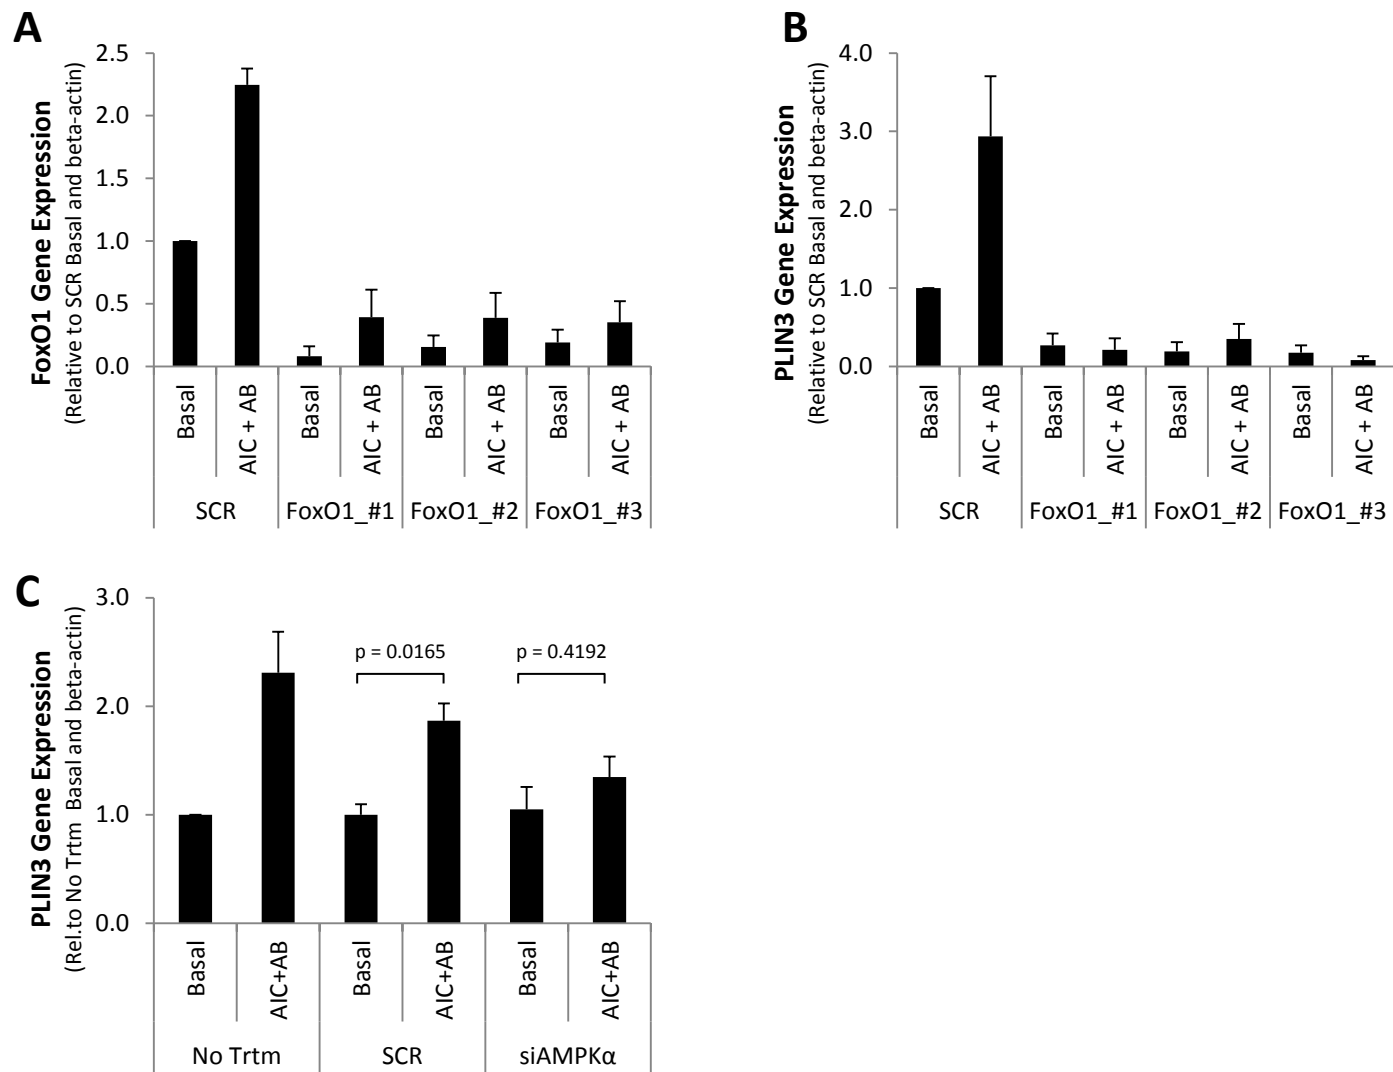 A
FoxO1 Gene Expression
(Relative to SCR Basal and beta-actin)
2.5
2.0
1.5
1.0
0.5
0.0
Basal
AIC + AB
Basal
AIC + AB
Basal
AIC + AB
Basal
AIC + AB
SCR
FoxO1_#1
FoxO1_#2
FoxO1_#3
B
PLIN3 Gene Expression
(Relative to SCR Basal and beta-actin)
4.0
3.0
2.0
1.0
0.0
Basal
AIC + AB
Basal
AIC + AB
Basal
AIC + AB
Basal
AIC + AB
SCR
FoxO1_#1
FoxO1_#2
FoxO1_#3
C
PLIN3 Gene Expression
(Rel.to No Trtm Basal and beta-actin)
3.0
2.0
1.0
0.0
p = 0.0165
p = 0.4192
Basal
AIC+AB
Basal
AIC+AB
Basal
AIC+AB
No Trtm
SCR
siAMPKα